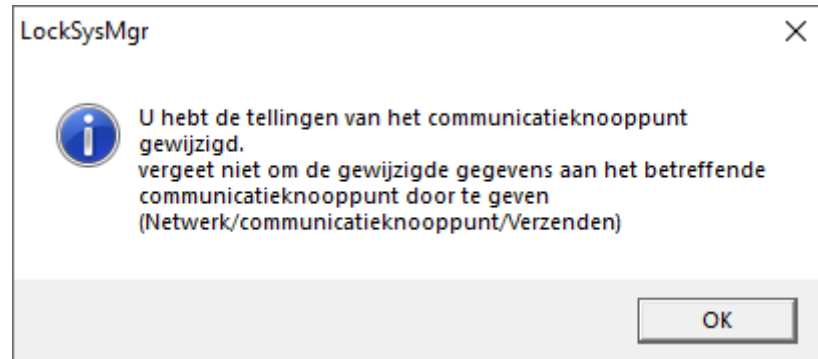 LockSysMgr
U hebt de tellingen van het communicatieknooppunt
gewijzigd.
vergeet niet om de gewijzigde gegevens aan het betreffende
communicatieknooppunt door te geven
(Netwerk/communicatieknooppunt/Verzenden)
OK